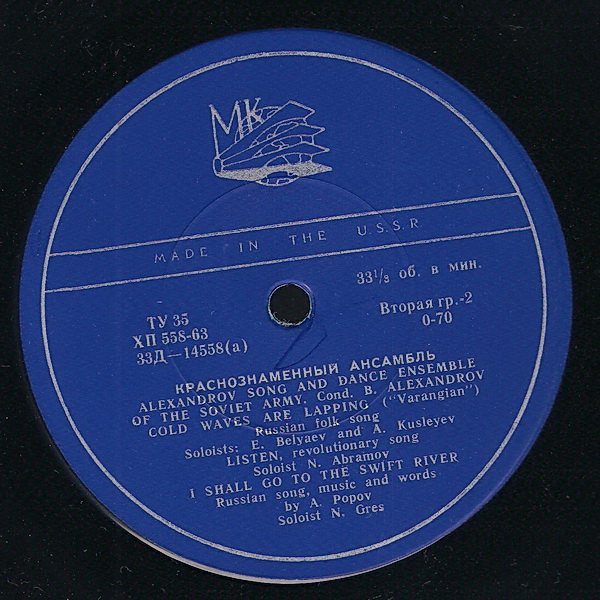 МК
MADE IN THE U.S.S.R
33⅓ об. в мин.
ТУ 35
ХП 558-63
33Д—14558(а)
Вторая гр.-2
0-70
КРАСНОЗНАМЕННЫЙ АНСАМБЛЬ
ALEXANDROV SONG AND DANCE ENSEMBLE
OF THE SOVIET ARMY. Cond. B. ALEXANDROV
COLD WAVES ARE LAPPING ("Varangian")
Russian folk song
Soloists: E. Belyaev and A. Kusleyev
LISTEN, revolutionary song
Soloist N. Abramov
I SHALL GO TO THE SWIFT RIVER
Russian song, music and words
by A. Popov
Soloist N. Gres